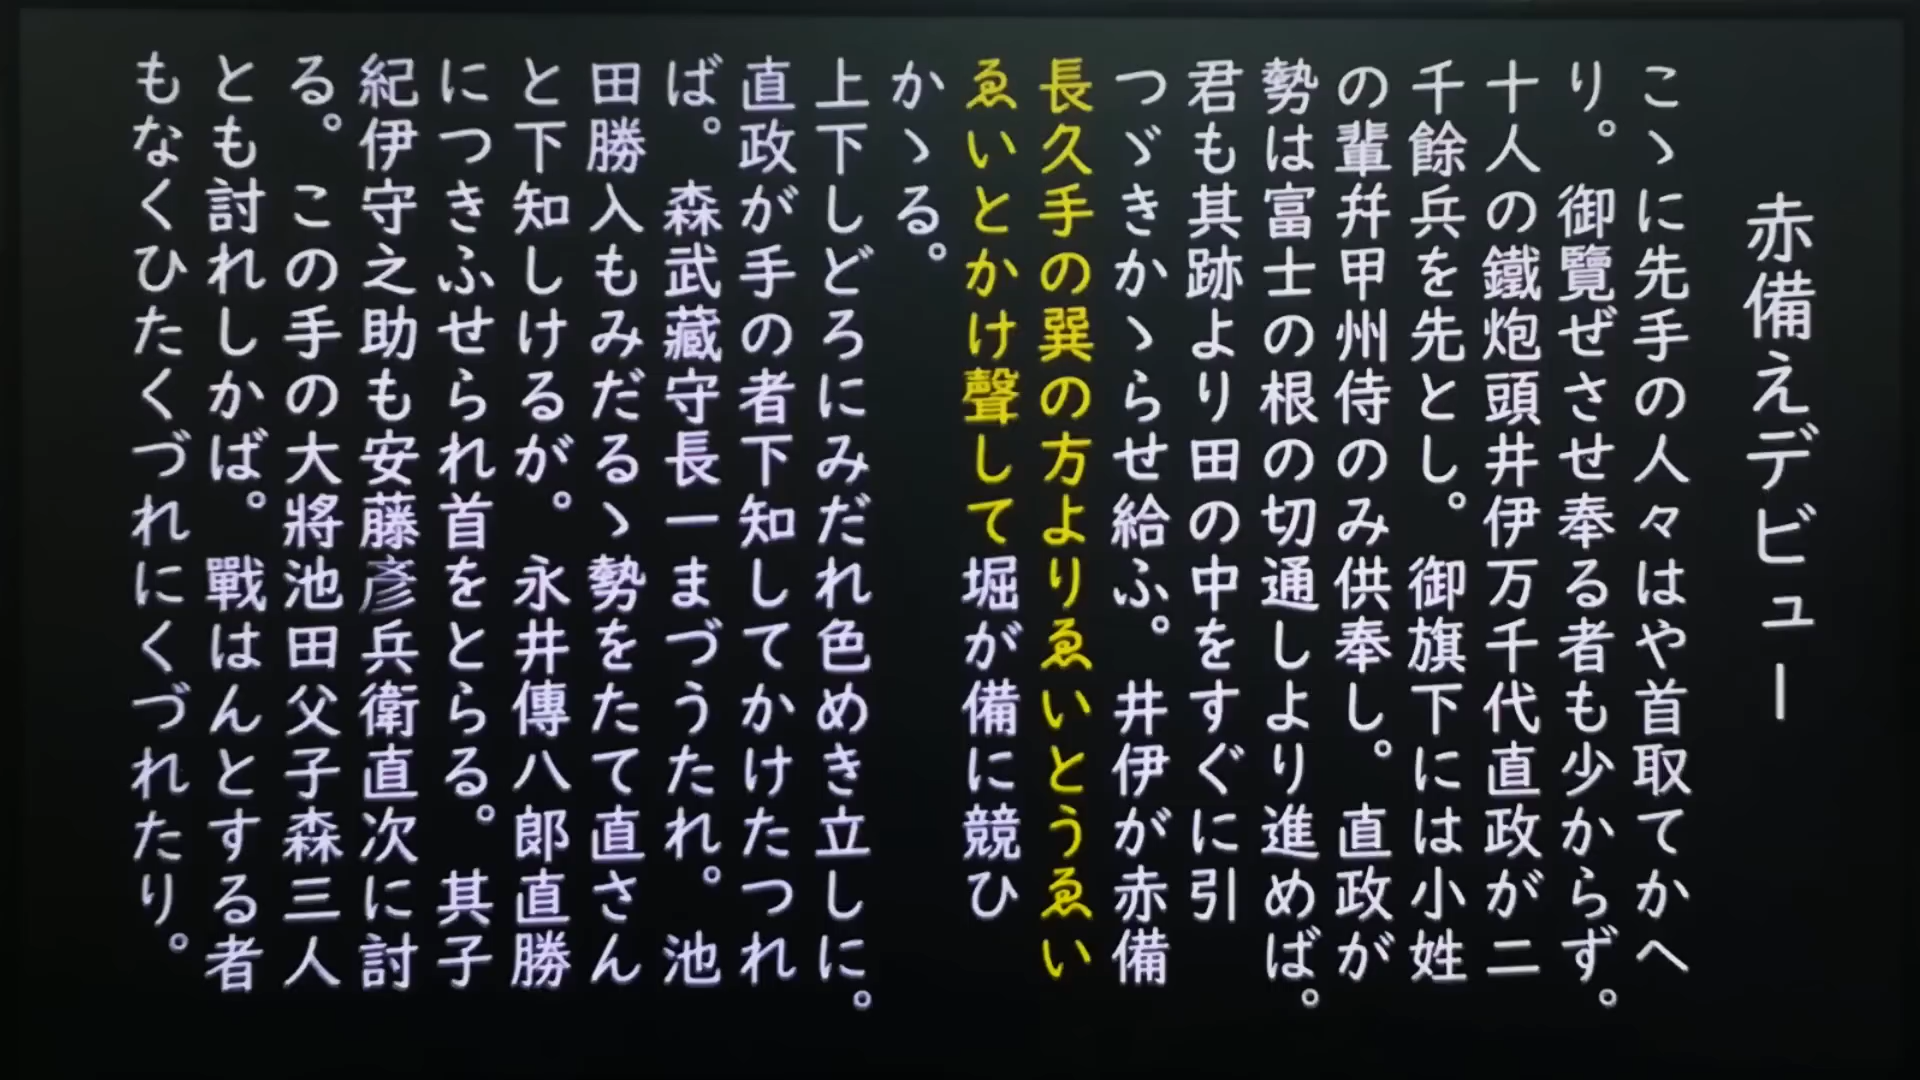 赤備えデビュー
こゝに先手の人々はや首取てかへ
り。御覽ぜさせ奉る者も少からず。
十人の鐵炮頭井伊万千代直政が二
千餘兵を先とし。御旗下には小姓
の輩幷甲州侍のみ供奉し。直政が
勢は富士の根の切通しより進めば。
君も其跡より田の中をすぐに引
つゞきかゝらせ給ふ。井伊が赤備
長久手の巽の方よりゑいとうゑい
ゑいとかけ聲して堀が備に競ひ
かゝる。
上下しどろにみだれ色めき立しに。
直政が手の者下知してかけたつれ
ば。森武藏守長一まづうたれ。池
田勝入もみだるゝ勢をたて直さん
と下知しけるが。永井傳八郎直勝
につきふせられ首をとらる。其子
紀伊守之助も安藤彥兵衛直次に討
る。この手の大將池田父子森三人
とも討れしかば。戰はんとする者
もなくひたくづれにくづれたり。